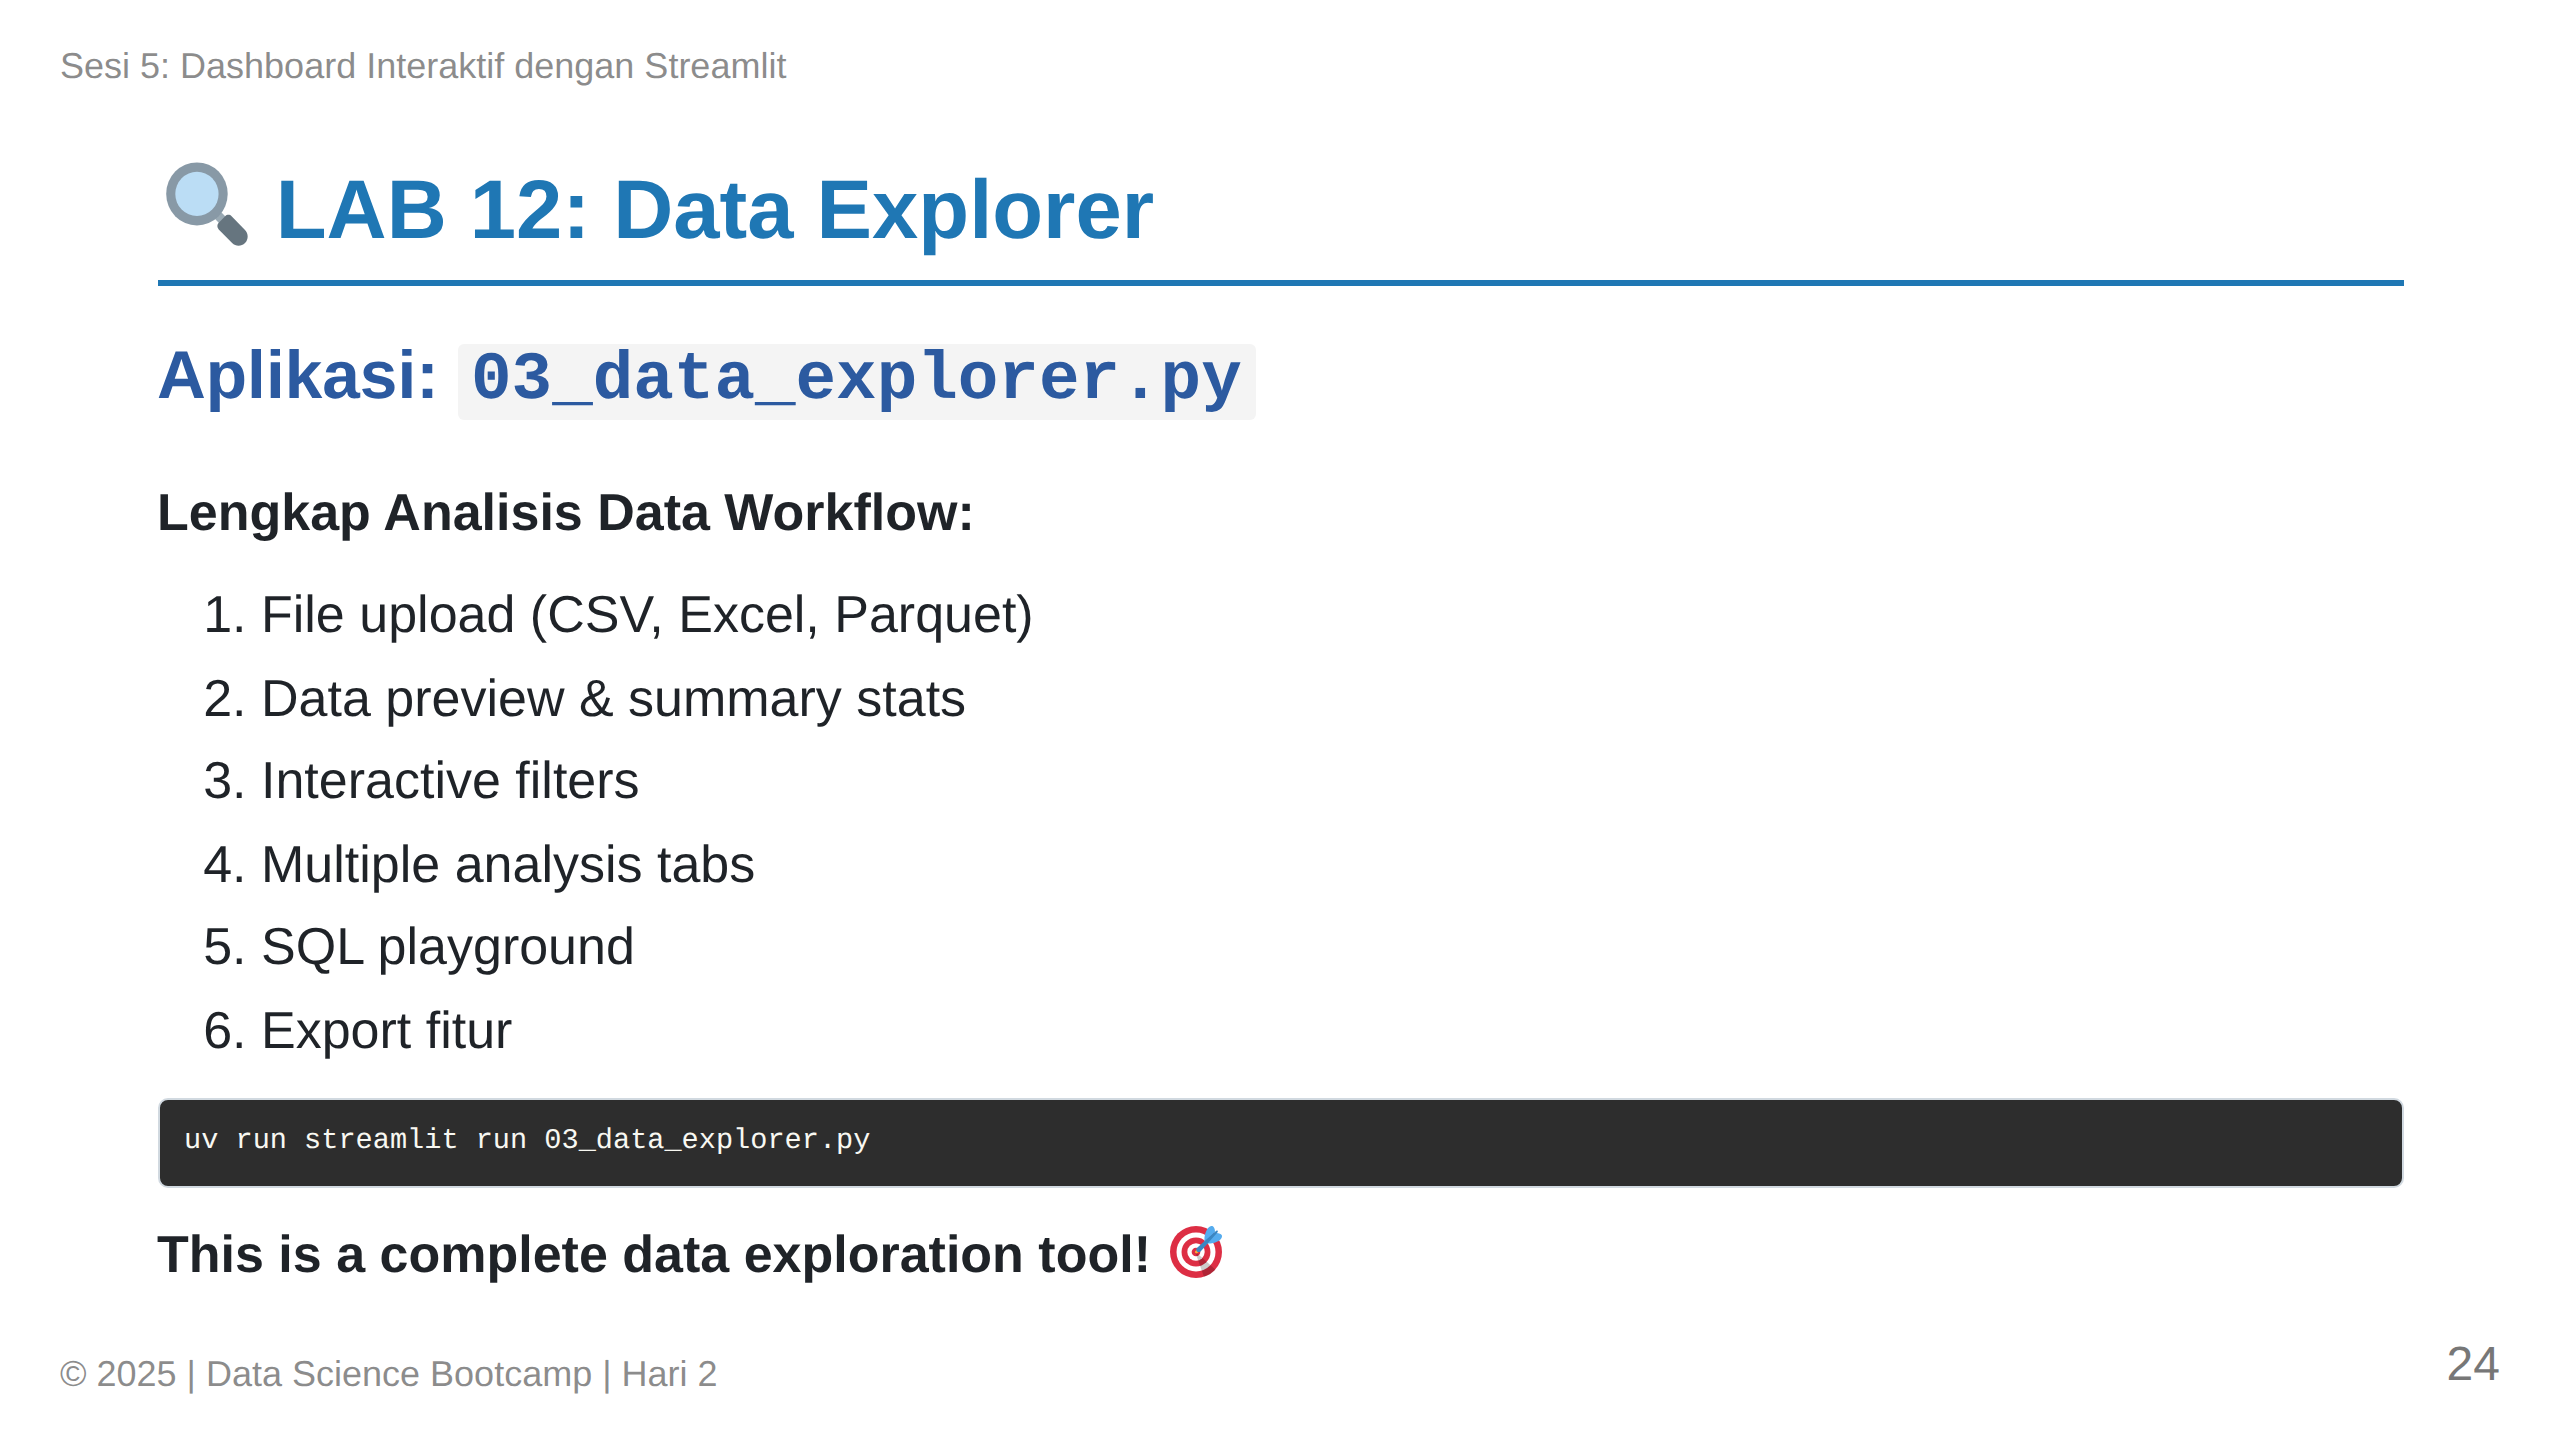 Sesi 5: Dashboard Interaktif dengan Streamlit
🔍 LAB 12: Data Explorer
Aplikasi: 03_data_explorer.py
Lengkap Analisis Data Workflow:
1. File upload (CSV, Excel, Parquet)
2. Data preview & summary stats
3. Interactive filters
4. Multiple analysis tabs
5. SQL playground
6. Export fitur
uv run streamlit run 03_data_explorer.py
This is a complete data exploration tool! 🎯
© 2025 | Data Science Bootcamp | Hari 2
24